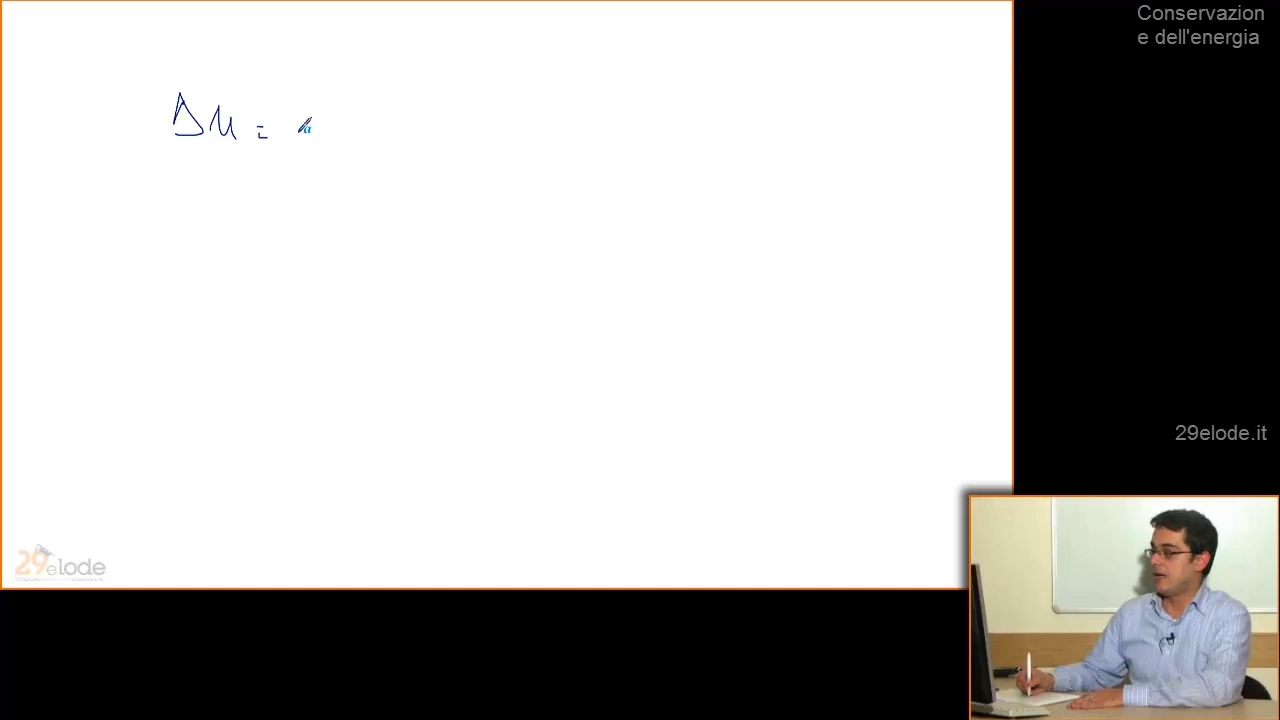 Conservazion
e dell'energia
ΔU =
29elode.it
29elode